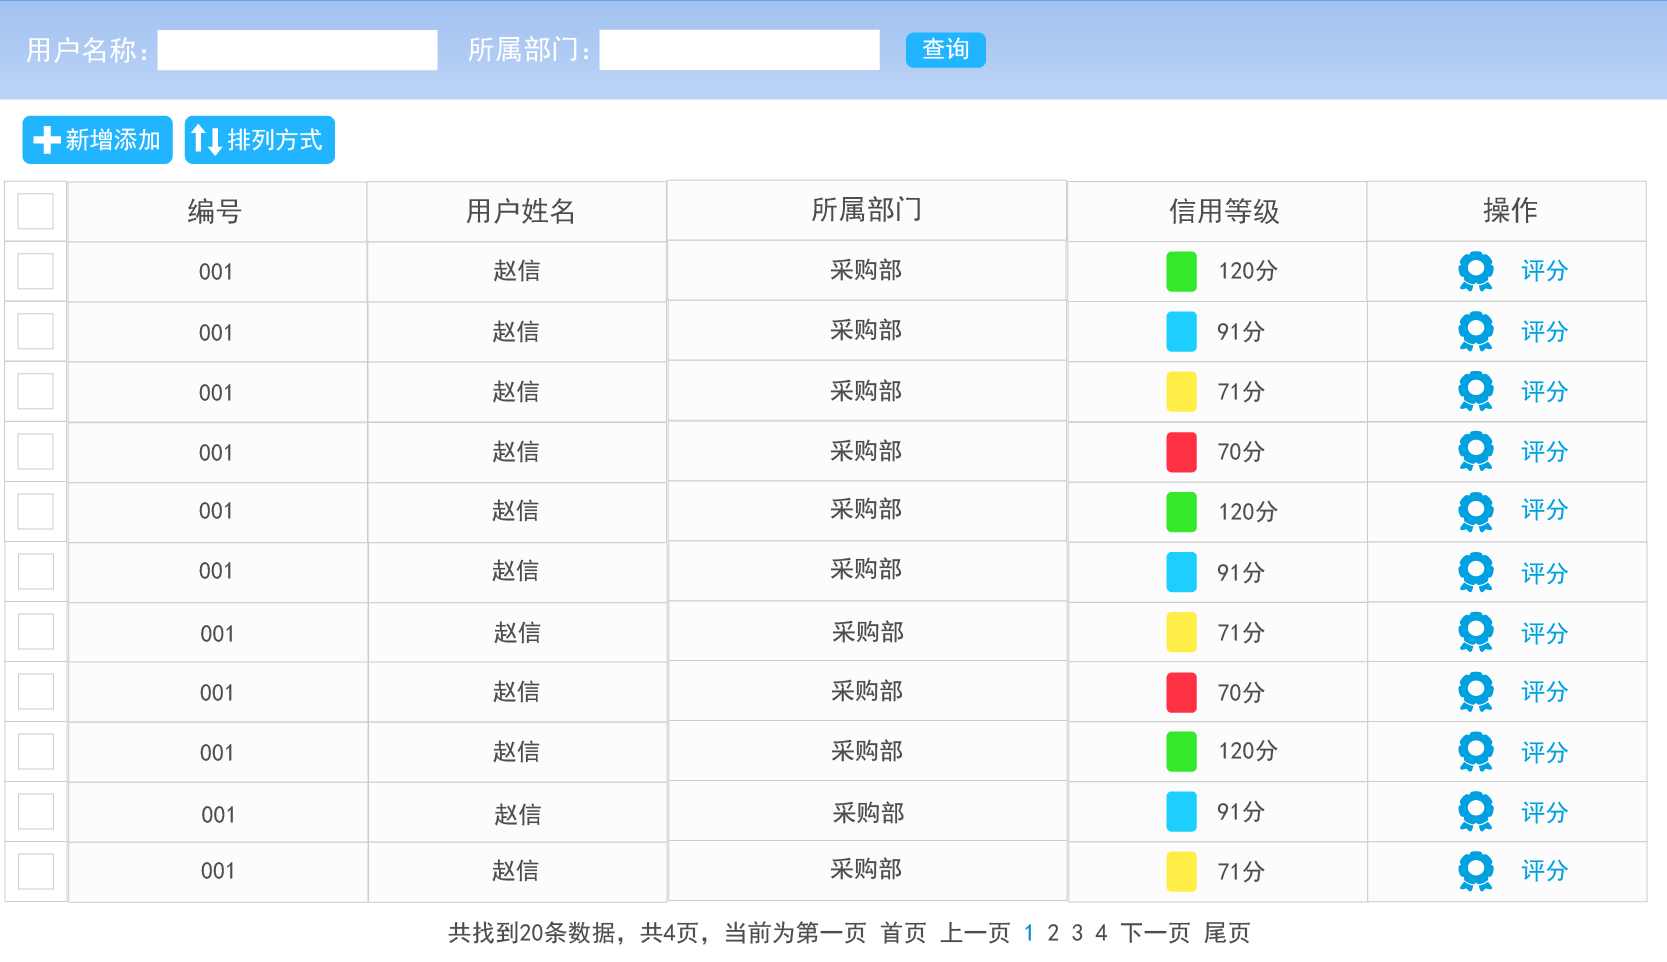 用户名称: 所属部门: 查询
新增添加 排列方式
编号 用户姓名 所属部门 信用等级 操作
001 赵信 采购部 120分 评分
001 赵信 采购部 91分 评分
001 赵信 采购部 71分 评分
001 赵信 采购部 70分 评分
001 赵信 采购部 120分 评分
001 赵信 采购部 91分 评分
001 赵信 采购部 71分 评分
001 赵信 采购部 70分 评分
001 赵信 采购部 120分 评分
001 赵信 采购部 91分 评分
001 赵信 采购部 71分 评分
共找到20条数据，共4页，当前为第一页 首页 上一页 1 2 3 4 下一页 尾页